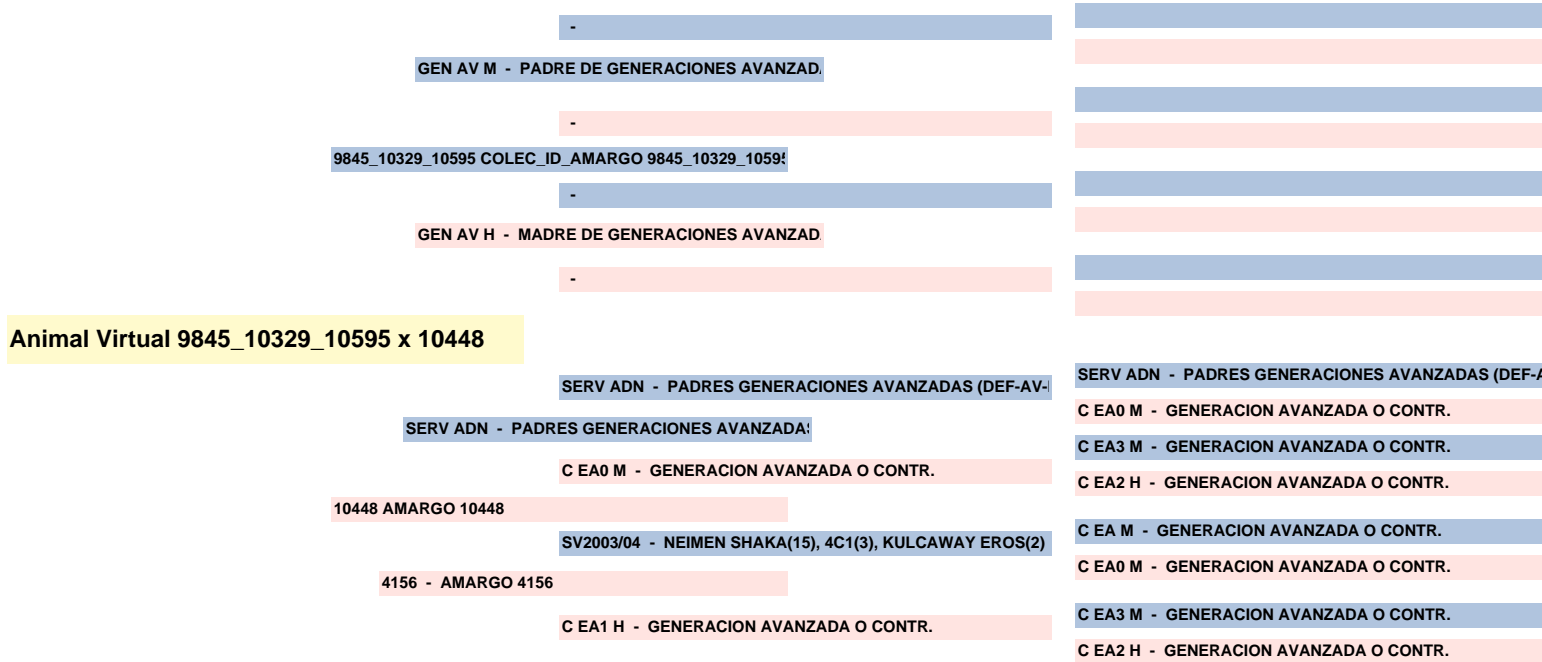 -
GEN AV M - PADRE DE GENERACIONES AVANZAD
-
9845_10329_10595 COLEC_ID_AMARGO 9845_10329_1059
-
GEN AV H - MADRE DE GENERACIONES AVANZAD
-
Animal Virtual 9845_10329_10595 x 10448
SERV ADN - PADRES GENERACIONES AVANZADAS (DEF-AV-
SERV ADN - PADRES GENERACIONES AVANZADAS (DEF-A
C EA0 M - GENERACION AVANZADA O CONTR.
SERV ADN - PADRES GENERACIONES AVANZADA
C EA3 M - GENERACION AVANZADA O CONTR.
C EA0 M - GENERACION AVANZADA O CONTR.
C EA2 H - GENERACION AVANZADA O CONTR.
10448 AMARGO 10448
SV2003/04 - NEIMEN SHAKA(15), 4C1(3), KULCAWAY EROS(2)
C EA M - GENERACION AVANZADA O CONTR.
C EA0 M - GENERACION AVANZADA O CONTR.
4156 - AMARGO 4156
C EA3 M - GENERACION AVANZADA O CONTR.
C EA1 H - GENERACION AVANZADA O CONTR.
C EA2 H - GENERACION AVANZADA O CONTR.